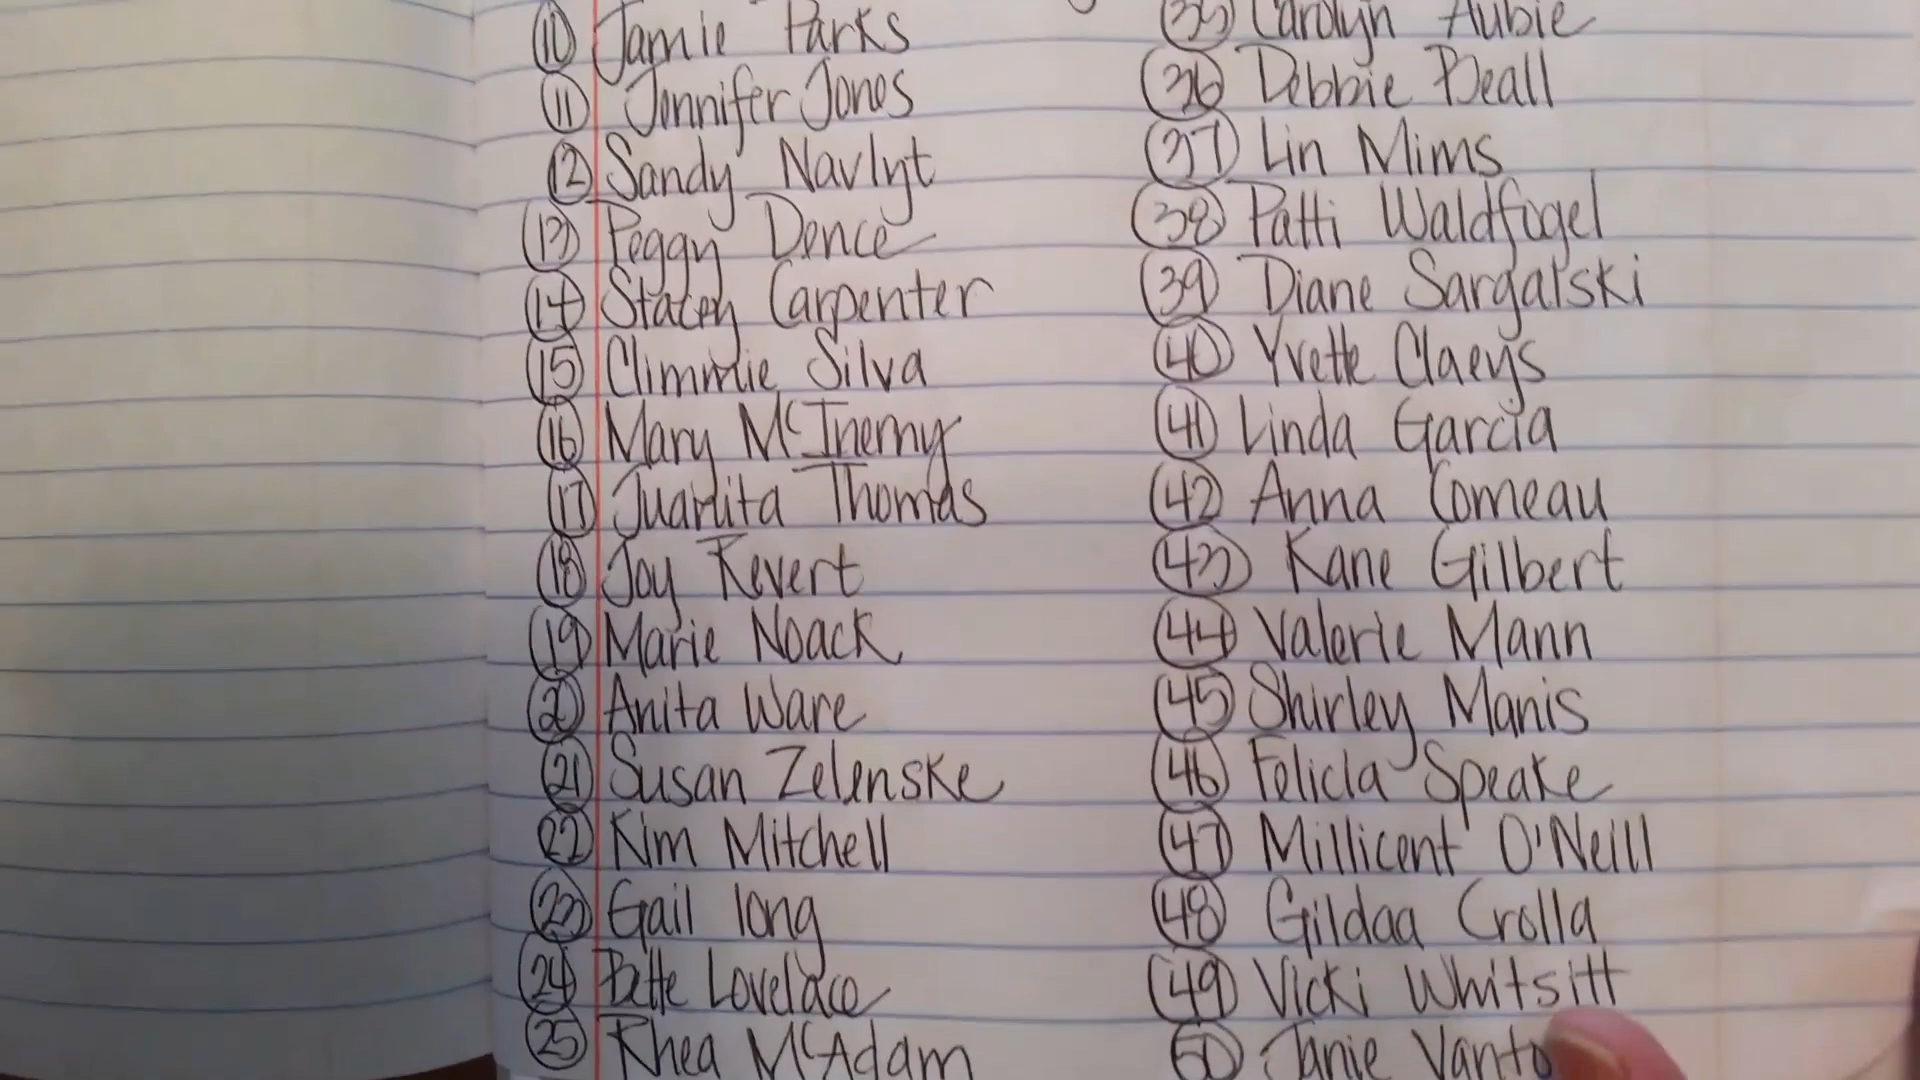 10 Jamie Parks
11 Jennifer Jones
12 Sandy Navlyt
13 Peggy Dence
14 Stacey Carpenter
15 Climmie Silva
16 Mary McInerny
17 Juanita Thomas
18 Joy Revert
19 Marie Noack
20 Anita Ware
21 Susan Zelenske
22 Kim Mitchell
23 Gail Long
24 Bette Lovelace
25 Rhea McAdam
35 Carolyn Aubie
36 Debbie Beall
37 Lin Mims
38 Patti Waldfogel
39 Diane Sargalski
40 Yvette Claeys
41 Linda Garcia
42 Anna Comeau
43 Kane Gilbert
44 Valerie Mann
45 Shirley Manis
46 Felicia Speake
47 Millicent O'Neill
48 Gildaa Crolla
49 Vicki Whitsitt
50 Janie